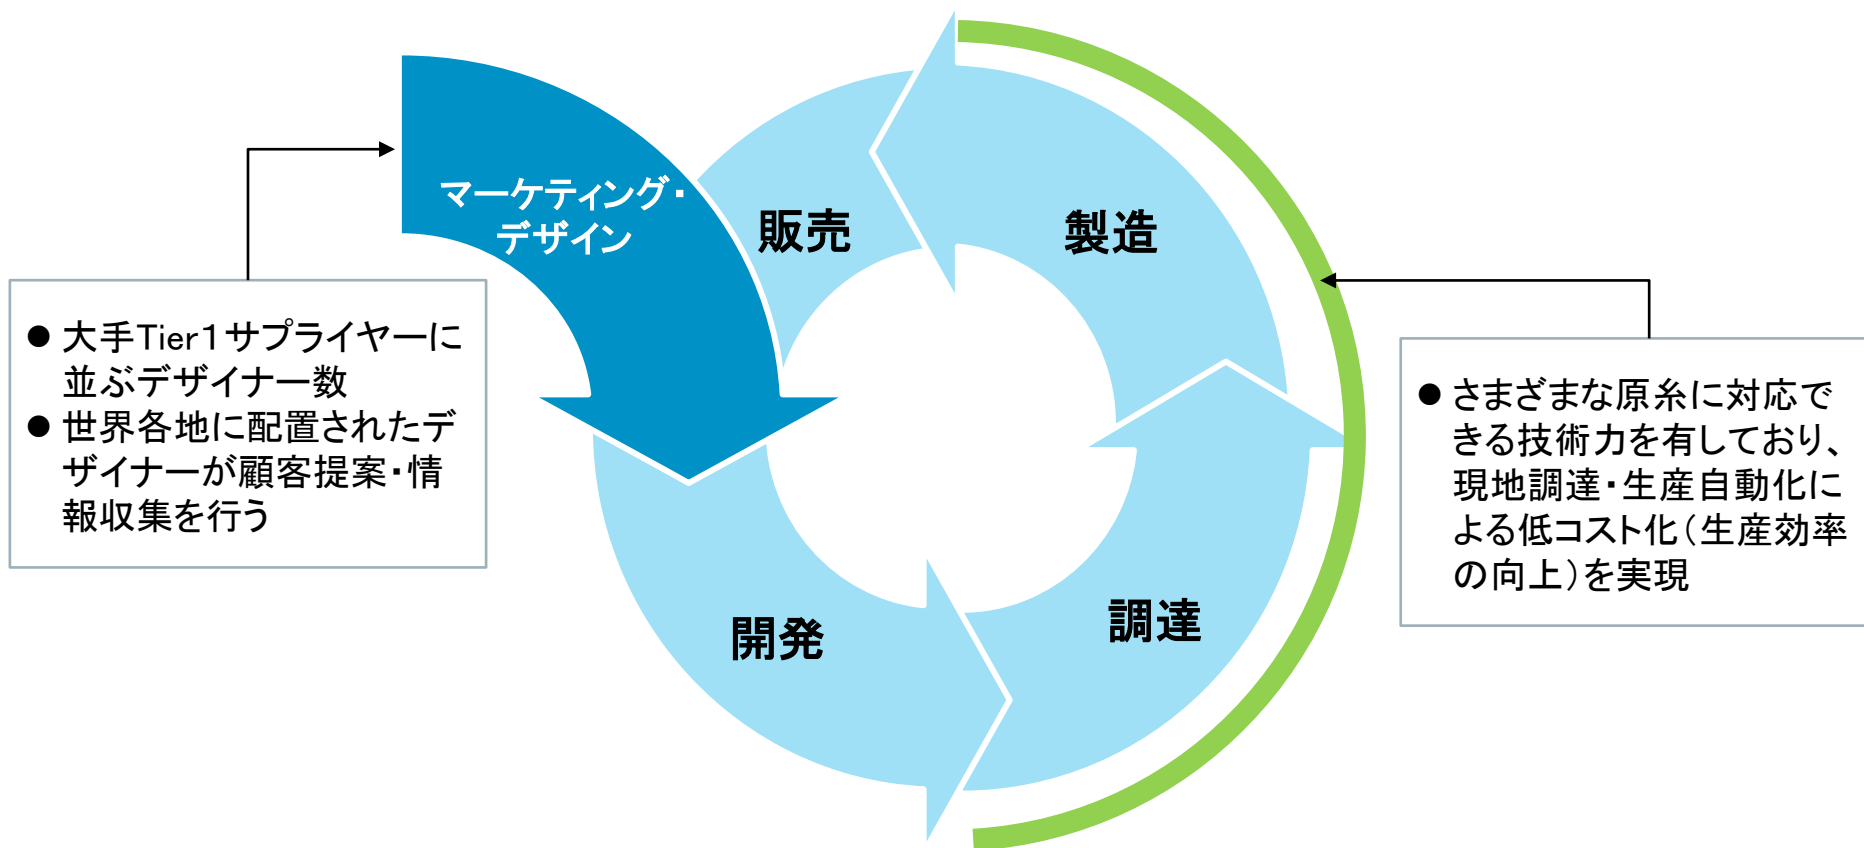 マーケティング・
デザイン
販売
製造
開発
調達
● 大手Tier1サプライヤーに
並ぶデザイナー数
● 世界各地に配置されたデ
ザイナーが顧客提案・情
報収集を行う
● さまざまな原糸に対応で
きる技術力を有しており、
現地調達・生産自動化に
よる低コスト化（生産効率
の向上）を実現